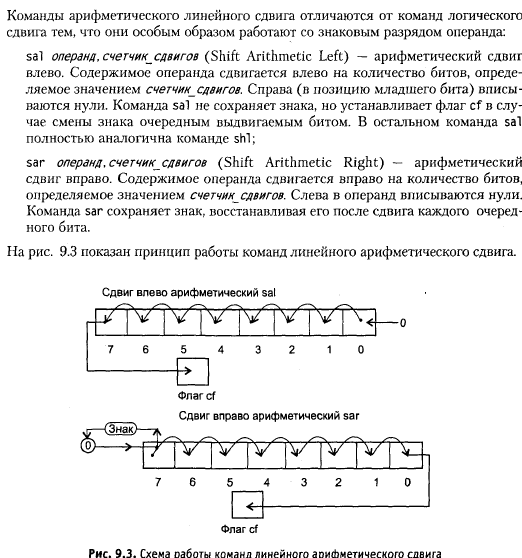 Команды арифметического линейного сдвига отличаются от команд логического
сдвига тем, что они особым образом работают со знаковым разрядом операнда:
sal операнд,счетчик_сдвигов (Shift Arithmetic Left) — арифметический сдвиг
влево. Содержимое операнда сдвигается влево на количество битов, опреде-
ляемое значением счетчик_сдвигов. Справа (в позицию младшего бита) вписы-
ваются нули. Команда sal не сохраняет знака, но устанавливает флаг cf в слу-
чае смены знака очередным выдвигаемым битом. В остальном команда sal
полностью аналогична команде shl;
sar операнд,счетчик_сдвигов (Shift Arithmetic Right) — арифметический
сдвиг вправо. Содержимое операнда сдвигается вправо на количество битов,
определяемое значением счетчик_сдвигов. Слева в операнд вписываются нули.
Команда sar сохраняет знак, восстанавливая его после сдвига каждого очеред-
ного бита.
На рис. 9.3 показан принцип работы команд линейного арифметического сдвига.
Сдвиг влево арифметический sal
0
7 6 5 4 3 2 1 0
Флаг cf
Сдвиг вправо арифметический sar
Знак
0
7 6 5 4 3 2 1 0
Флаг cf
Рис. 9.3. Схема работы команд линейного арифметического сдвига